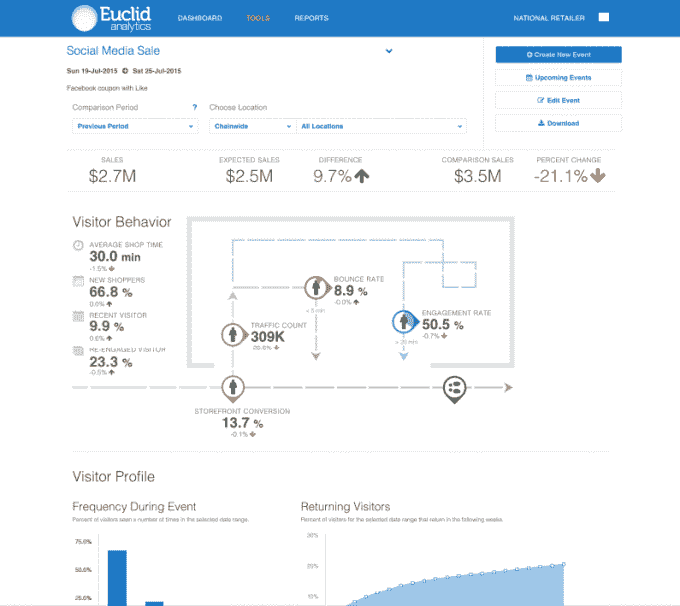 Euclid analytics
DASHBOARD TOOLS REPORTS NATIONAL RETAILER
Social Media Sale
Sun 19-Jul-2015 Sat 25-Jul-2015
Facebook coupon with Like
Comparison Period ? Choose Location
Previous Period Chainwide All Locations
Create New Event
Upcoming Events
Edit Event
Download
SALES EXPECTED SALES DIFFERENCE COMPARISON SALES PERCENT CHANGE
$2.7M $2.5M 9.7% $3.5M -21.1%
Visitor Behavior
AVERAGE SHOP TIME
30.0 min
-1.5%
NEW SHOPPERS
66.8 %
0.0%
RECENT VISITOR
9.9 %
0.6%
RE-ENGAGED VISITOR
23.3 %
-0.5%
BOUNCE RATE
8.9 %
-0.0%
< 5 min
TRAFFIC COUNT
309K
ENGAGEMENT RATE
50.5 %
-0.7%
STOREFRONT CONVERSION
13.7 %
-0.1%
Visitor Profile
Frequency During Event
Percent of visitors seen x number of times in the selected date range.
75.0%
50.0%
25.0%
Returning Visitors
Percent of visitors for the selected date range that return in the following weeks.
30%
20%
10%